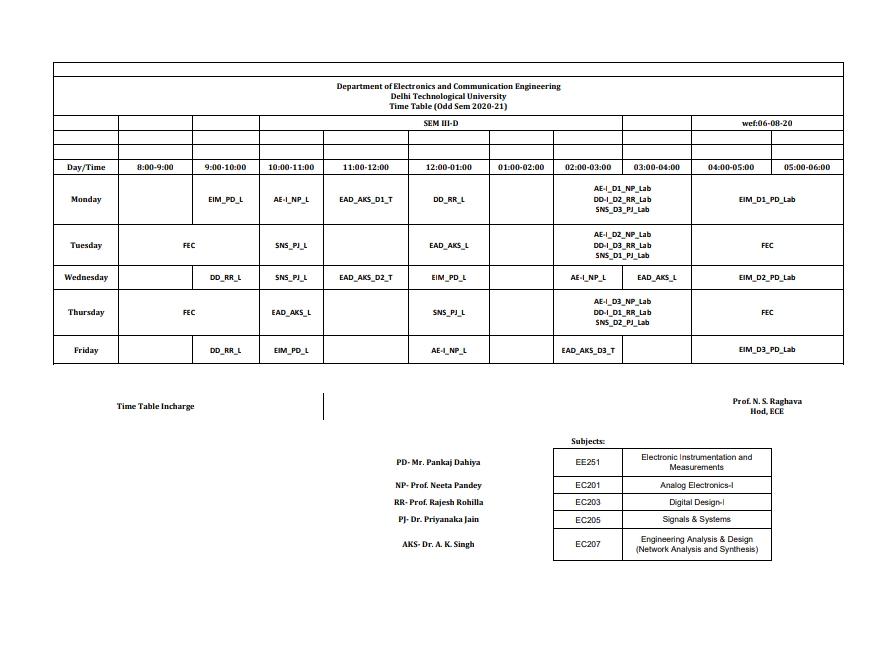 Department of Electronics and Communication Engineering
Delhi Technological University
Time Table (Odd Sem 2020-21)
SEM III-D wef:06-08-20
Day/Time 8:00-9:00 9:00-10:00 10:00-11:00 11:00-12:00 12:00-01:00 01:00-02:00 02:00-03:00 03:00-04:00 04:00-05:00 05:00-06:00
Monday EIM_PD_L AE-I_NP_L EAD_AKS_D1_T DD_RR_L AE-I_D1_NP_Lab
DD-I_D2_RR_Lab
SNS_D3_PJ_Lab
EIM_D1_PD_Lab
Tuesday FEC SNS_PJ_L EAD_AKS_L AE-I_D2_NP_Lab
DD-I_D3_RR_Lab
SNS_D1_PJ_Lab
FEC
Wednesday DD_RR_L SNS_PJ_L EAD_AKS_D2_T EIM_PD_L AE-I_NP_L EAD_AKS_L EIM_D2_PD_Lab
Thursday FEC EAD_AKS_L SNS_PJ_L AE-I_D3_NP_Lab
DD-I_D1_RR_Lab
SNS_D2_PJ_Lab
FEC
Friday DD_RR_L EIM_PD_L AE-I_NP_L EAD_AKS_D3_T EIM_D3_PD_Lab
Time Table Incharge
Prof. N. S. Raghava
Hod, ECE
Subjects:
PD- Mr. Pankaj Dahiya EE251 Electronic Instrumentation and
Measurements
NP- Prof. Neeta Pandey EC201 Analog Electronics-I
RR- Prof. Rajesh Rohilla EC203 Digital Design-I
PJ- Dr. Priyanaka Jain EC205 Signals & Systems
AKS- Dr. A. K. Singh EC207 Engineering Analysis & Design
(Network Analysis and Synthesis)